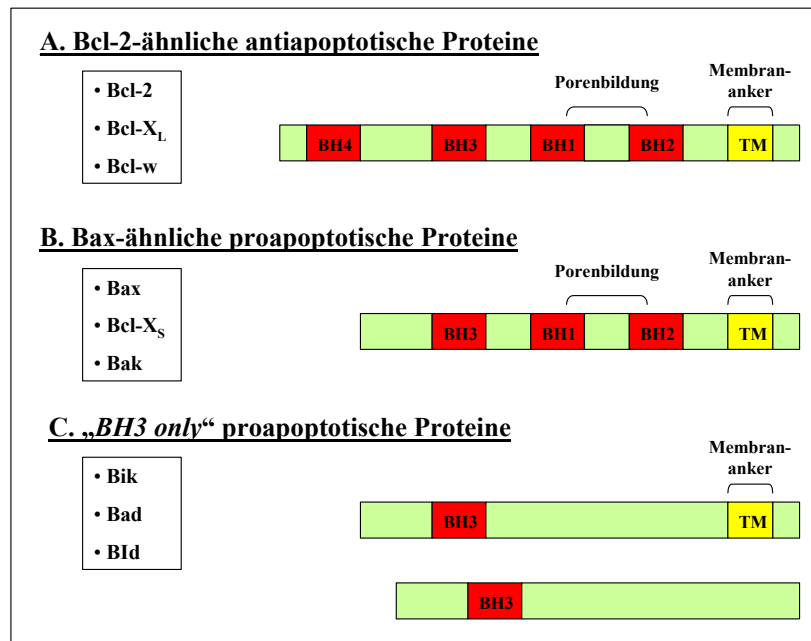 A. Bcl-2-ähnliche antiapoptotische Proteine
• Bcl-2
• Bcl-X_L
• Bcl-w
Porenbildung
Membran-
anker
BH4 BH3 BH1 BH2 TM
B. Bax-ähnliche proapoptotische Proteine
• Bax
• Bcl-X_S
• Bak
Porenbildung
Membran-
anker
BH3 BH1 BH2 TM
C. „BH3 only“ proapoptotische Proteine
• Bik
• Bad
• BId
Membran-
anker
BH3 TM
BH3